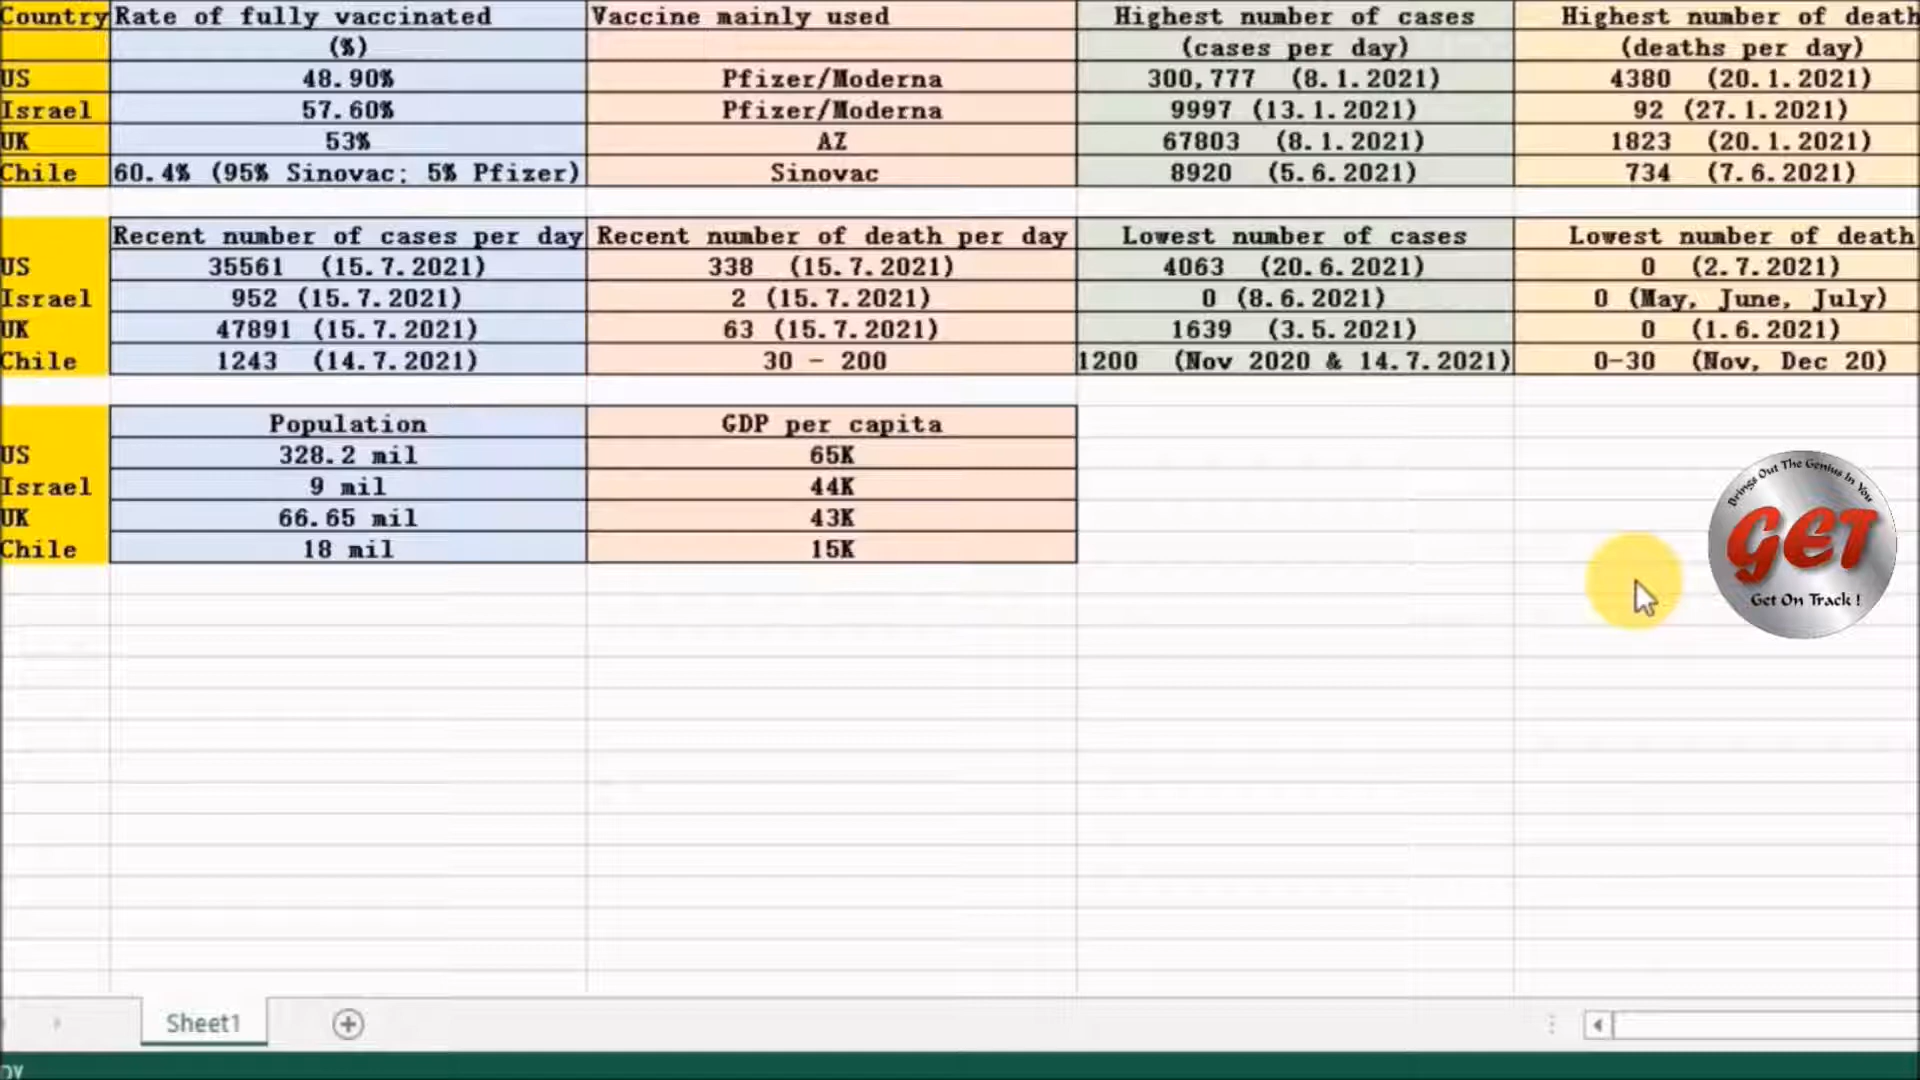 Country Rate of fully vaccinated Vaccine mainly used Highest number of cases Highest number of death
(%) (cases per day) (deaths per day)
US 48.90% Pfizer/Moderna 300,777 (8.1.2021) 4380 (20.1.2021)
Israel 57.60% Pfizer/Moderna 9997 (13.1.2021) 92 (27.1.2021)
UK 53% AZ 67803 (8.1.2021) 1823 (20.1.2021)
Chile 60.4% (95% Sinovac: 5% Pfizer) Sinovac 8920 (5.6.2021) 734 (7.6.2021)
Recent number of cases per day Recent number of death per day Lowest number of cases Lowest number of death
US 35561 (15.7.2021) 338 (15.7.2021) 4063 (20.6.2021) 0 (2.7.2021)
Israel 952 (15.7.2021) 2 (15.7.2021) 0 (8.6.2021) 0 (May, June, July)
UK 47891 (15.7.2021) 63 (15.7.2021) 1639 (3.5.2021) 0 (1.6.2021)
Chile 1243 (14.7.2021) 30 - 200 1200 (Nov 2020 & 14.7.2021) 0-30 (Nov, Dec 20)
Population GDP per capita
US 328.2 mil 65K
Israel 9 mil 44K
UK 66.65 mil 43K
Chile 18 mil 15K
Brings Out The Genius In You
GET
Get On Track !
Sheet1